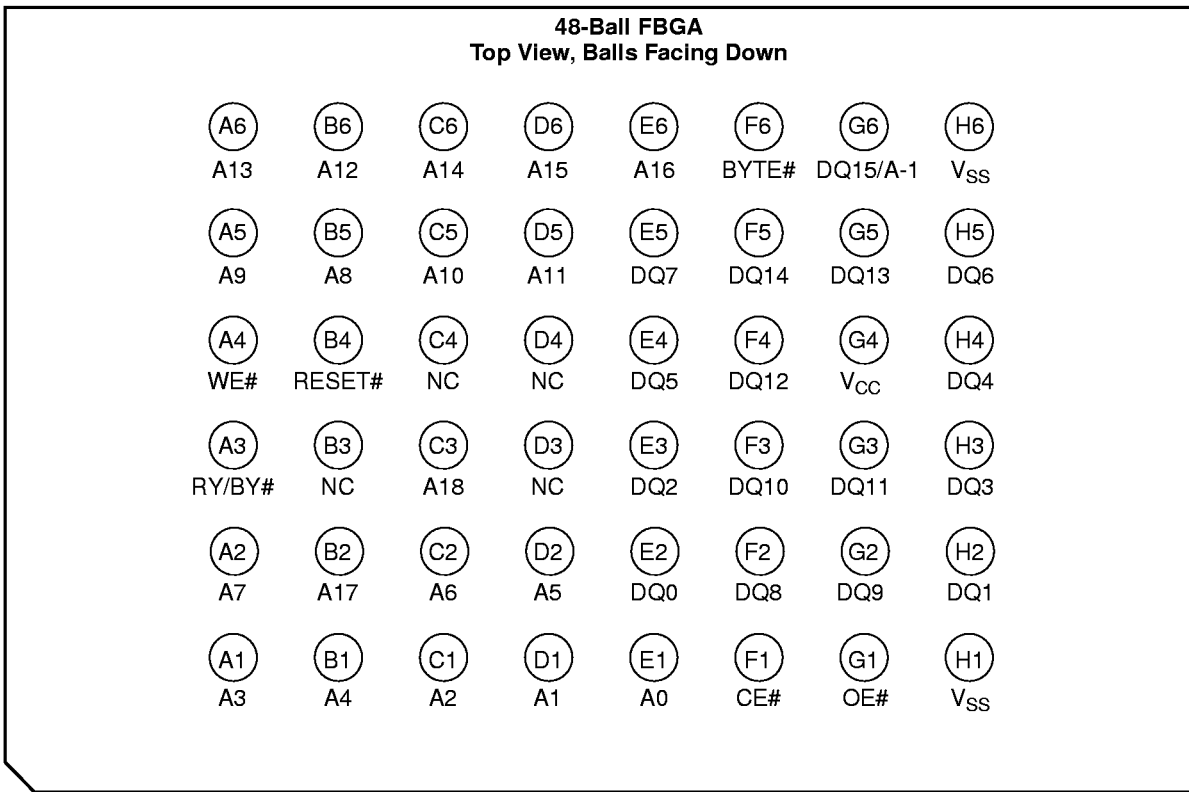 48-Ball FBGA
Top View, Balls Facing Down
A6 B6 C6 D6 E6 F6 G6 H6
A13 A12 A14 A15 A16 BYTE# DQ15/A-1 VSS
A5 B5 C5 D5 E5 F5 G5 H5
A9 A8 A10 A11 DQ7 DQ14 DQ13 DQ6
A4 B4 C4 D4 E4 F4 G4 H4
WE# RESET# NC NC DQ5 DQ12 VCC DQ4
A3 B3 C3 D3 E3 F3 G3 H3
RY/BY# NC A18 NC DQ2 DQ10 DQ11 DQ3
A2 B2 C2 D2 E2 F2 G2 H2
A7 A17 A6 A5 DQ0 DQ8 DQ9 DQ1
A1 B1 C1 D1 E1 F1 G1 H1
A3 A4 A2 A1 A0 CE# OE# VSS